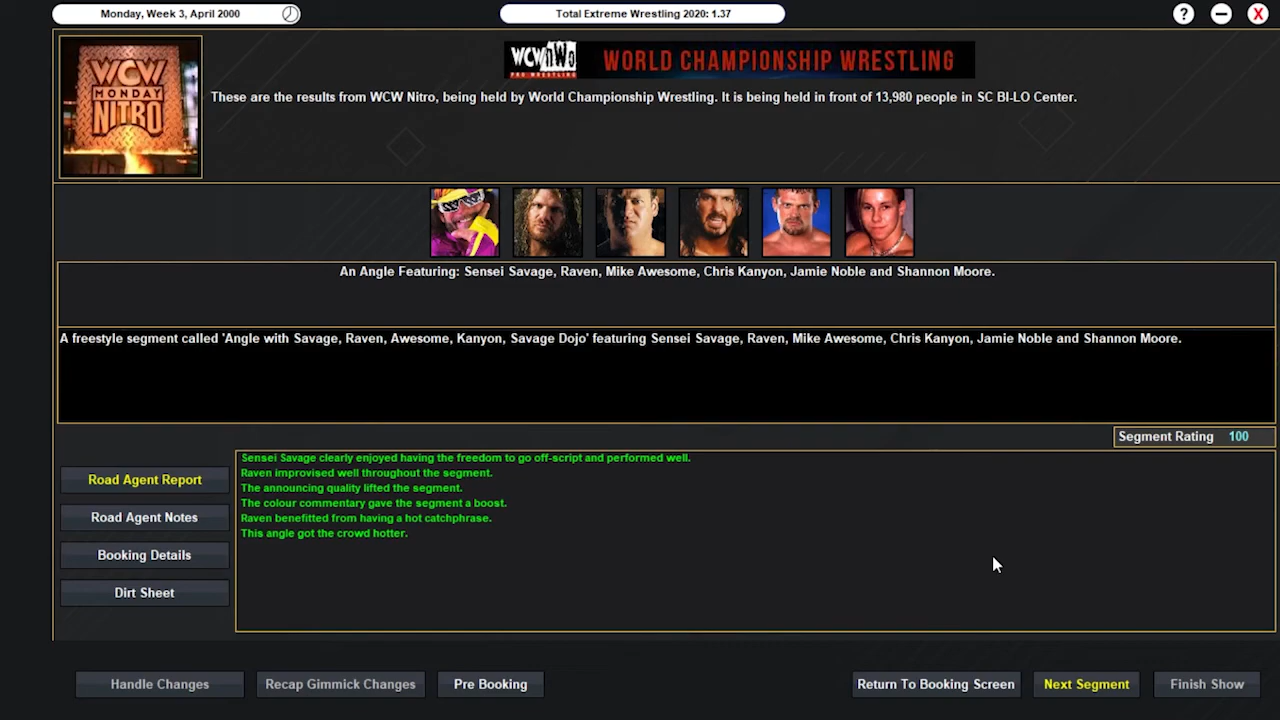 Monday, Week 3, April 2000
Total Extreme Wrestling 2020: 1.37
?
X
WCW
MONDAY
NITRO
WCW nWo
PRO WRESTLING
WORLD CHAMPIONSHIP WRESTLING
These are the results from WCW Nitro, being held by World Championship Wrestling. It is being held in front of 13,980 people in SC BI-LO Center.
An Angle Featuring: Sensei Savage, Raven, Mike Awesome, Chris Kanyon, Jamie Noble and Shannon Moore.
A freestyle segment called 'Angle with Savage, Raven, Awesome, Kanyon, Savage Dojo' featuring Sensei Savage, Raven, Mike Awesome, Chris Kanyon, Jamie Noble and Shannon Moore.
Segment Rating 100
Road Agent Report
Road Agent Notes
Booking Details
Dirt Sheet
Sensei Savage clearly enjoyed having the freedom to go off-script and performed well.
Raven improvised well throughout the segment.
The announcing quality lifted the segment.
The colour commentary gave the segment a boost.
Raven benefitted from having a hot catchphrase.
This angle got the crowd hotter.
Handle Changes
Recap Gimmick Changes
Pre Booking
Return To Booking Screen
Next Segment
Finish Show